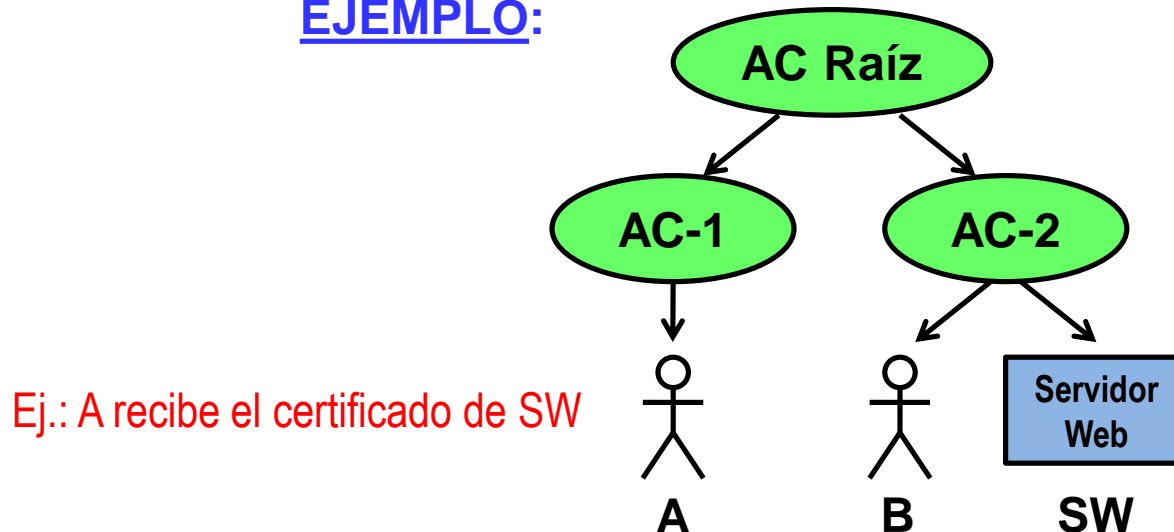 EJEMPLO:
AC Raíz
AC-1
AC-2
Ej.: A recibe el certificado de SW
Servidor
Web
A
B
SW